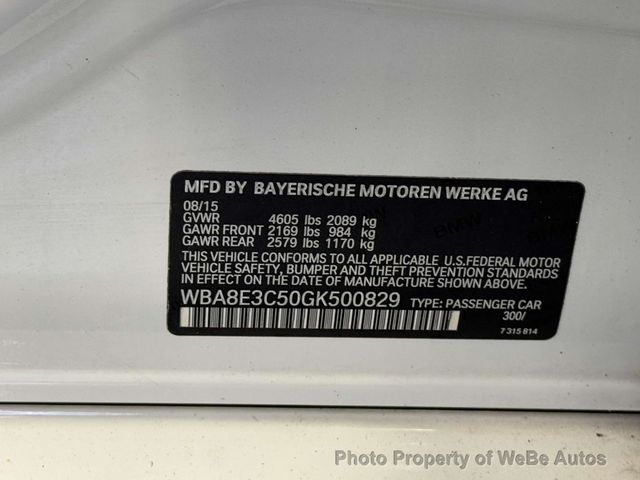 MFD BY BAYERISCHE MOTOREN WERKE AG
08/15
GVWR 4605 lbs 2089 kg
GAWR FRONT 2169 lbs 984 kg
GAWR REAR 2579 lbs 1170 kg
THIS VEHICLE CONFORMS TO ALL APPLICABLE U.S.FEDERAL MOTOR
VEHICLE SAFETY, BUMPER AND THEFT PREVENTION STANDARDS
IN EFFECT ON THE DATE OF MANUFACTURE SHOWN ABOVE.
WBA8E3C50GK500829 TYPE: PASSENGER CAR
300/
7 315 814
Photo Property of WeBe Autos